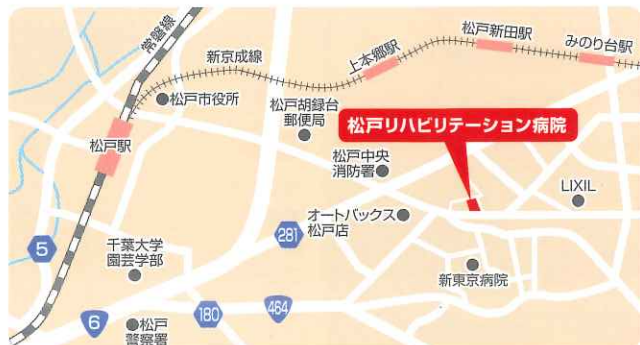 常磐線
新京成線
上本郷駅
松戸新田駅
みのり台駅
松戸市役所
松戸胡録台
郵便局
松戸リハビリテーション病院
松戸駅
松戸中央
消防署
LIXIL
オートバックス
松戸店
281
5
千葉大学
園芸学部
新東京病院
6
180
464
松戸
警察署